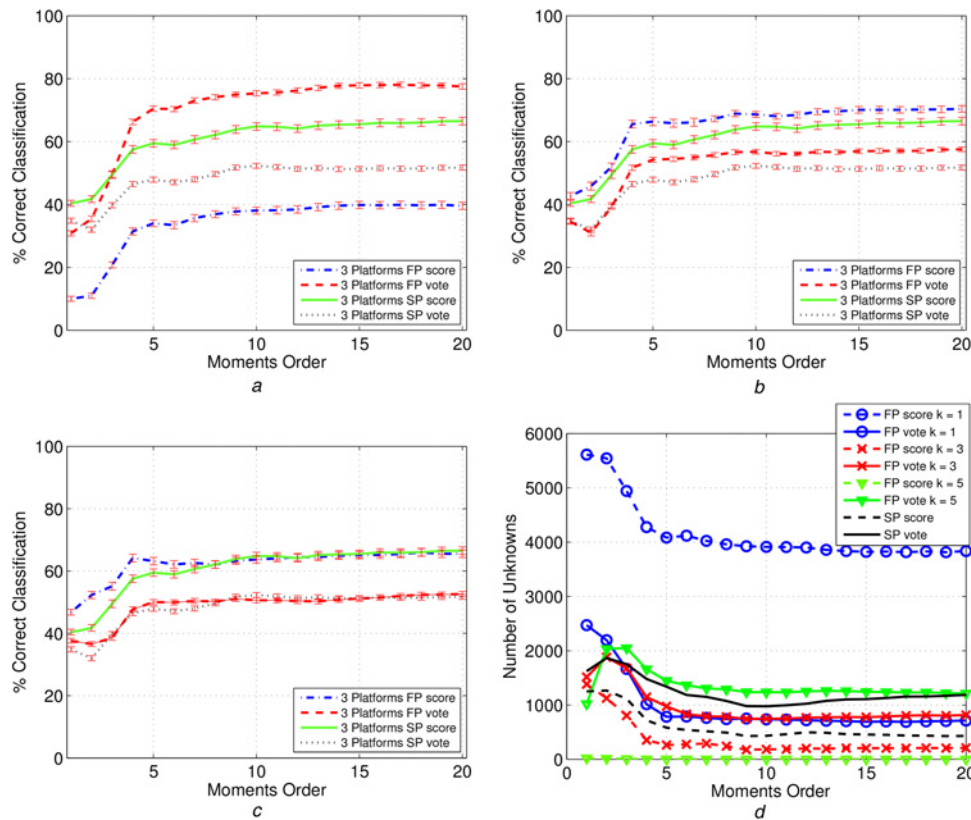 100
80
60
40
20
0
% Correct Classification
5 10 15 20
Moments Order
3 Platforms FP score
3 Platforms FP vote
3 Platforms SP score
3 Platforms SP vote
a
100
80
60
40
20
0
% Correct Classification
5 10 15 20
Moments Order
3 Platforms FP score
3 Platforms FP vote
3 Platforms SP score
3 Platforms SP vote
b
100
80
60
40
20
0
% Correct Classification
5 10 15 20
Moments Order
3 Platforms FP score
3 Platforms FP vote
3 Platforms SP score
3 Platforms SP vote
c
FP score k = 1
FP vote k = 1
FP score k = 3
FP vote k = 3
FP score k = 5
FP vote k = 5
SP score
SP vote
6000
5000
4000
3000
2000
1000
0
Number of Unknowns
0 5 10 15 20
Moments Order
d